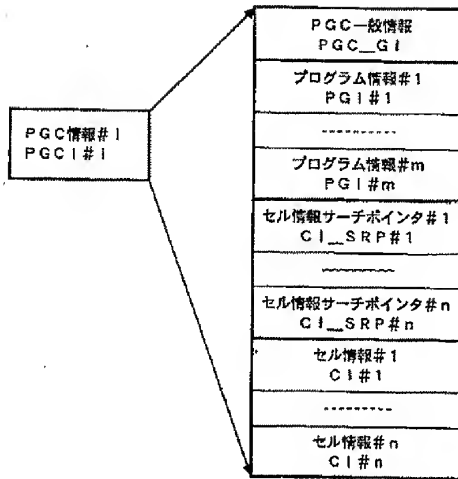 PGC情報#i
PGCI#i
PGC一般情報
PGC_GI
プログラム情報#1
PGI#1
----------
プログラム情報#m
PGI#m
セル情報サーチポインタ#1
CI_SRP#1
----------
セル情報サーチポインタ#n
CI_SRP#n
セル情報#1
CI#1
----------
セル情報#n
CI#n